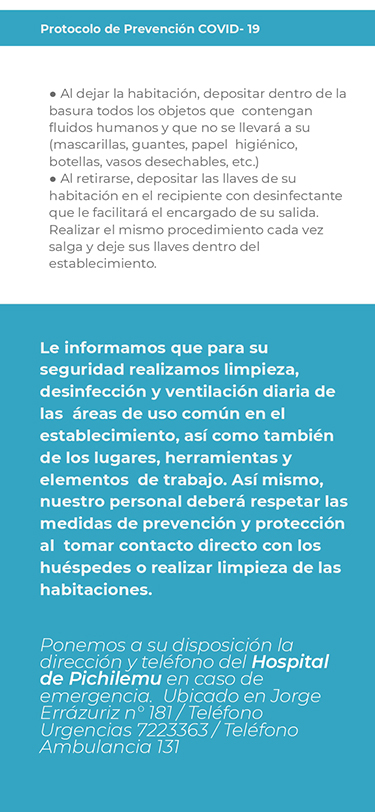 Protocolo de Prevención COVID- 19
● Al dejar la habitación, depositar dentro de la
basura todos los objetos que  contengan
fluidos humanos y que no se llevará a su
(mascarillas, guantes, papel  higiénico,
botellas, vasos desechables, etc.)
● Al retirarse, depositar las llaves de su
habitación en el recipiente con desinfectante
que le facilitará el encargado de su salida.
Realizar el mismo procedimiento cada vez
salga y deje sus llaves dentro del
establecimiento.
Le informamos que para su
seguridad realizamos limpieza,
desinfección y ventilación diaria de
las  áreas de uso común en el
establecimiento, así como también
de los lugares, herramientas y
elementos  de trabajo. Así mismo,
nuestro personal deberá respetar las
medidas de prevención y protección
al  tomar contacto directo con los
huéspedes o realizar limpieza de las
habitaciones.
Ponemos a su disposición la
dirección y teléfono del Hospital
de Pichilemu en caso de
emergencia.  Ubicado en Jorge
Errázuriz nº 181 / Teléfono
Urgencias 7223363 / Teléfono
Ambulancia 131